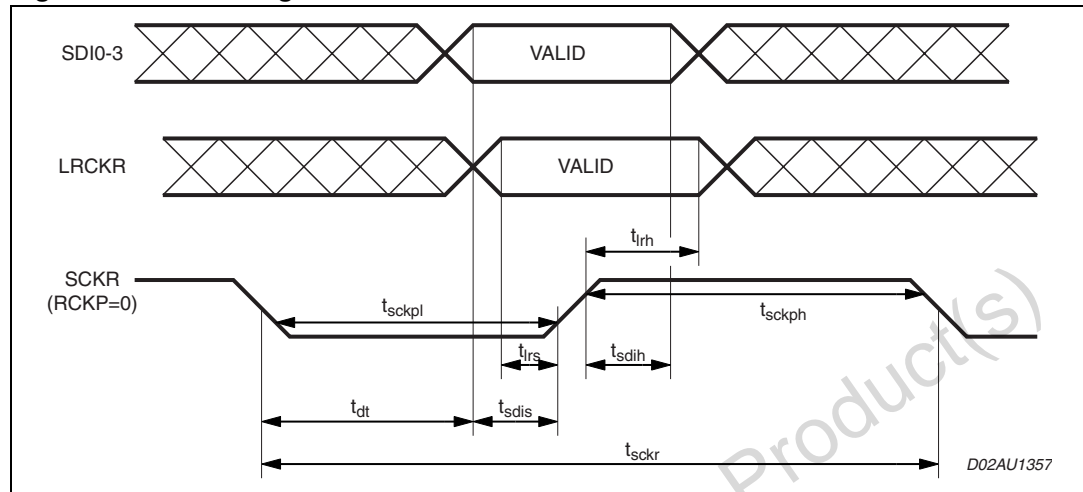 SDI0-3
VALID
LRCKR
VALID
t_lrh
SCKR
(RCKP=0)
t_sckpl
t_sckph
t_lrs
t_sdih
t_dt
t_sdis
t_sckr
Product(s)
D02AU1357